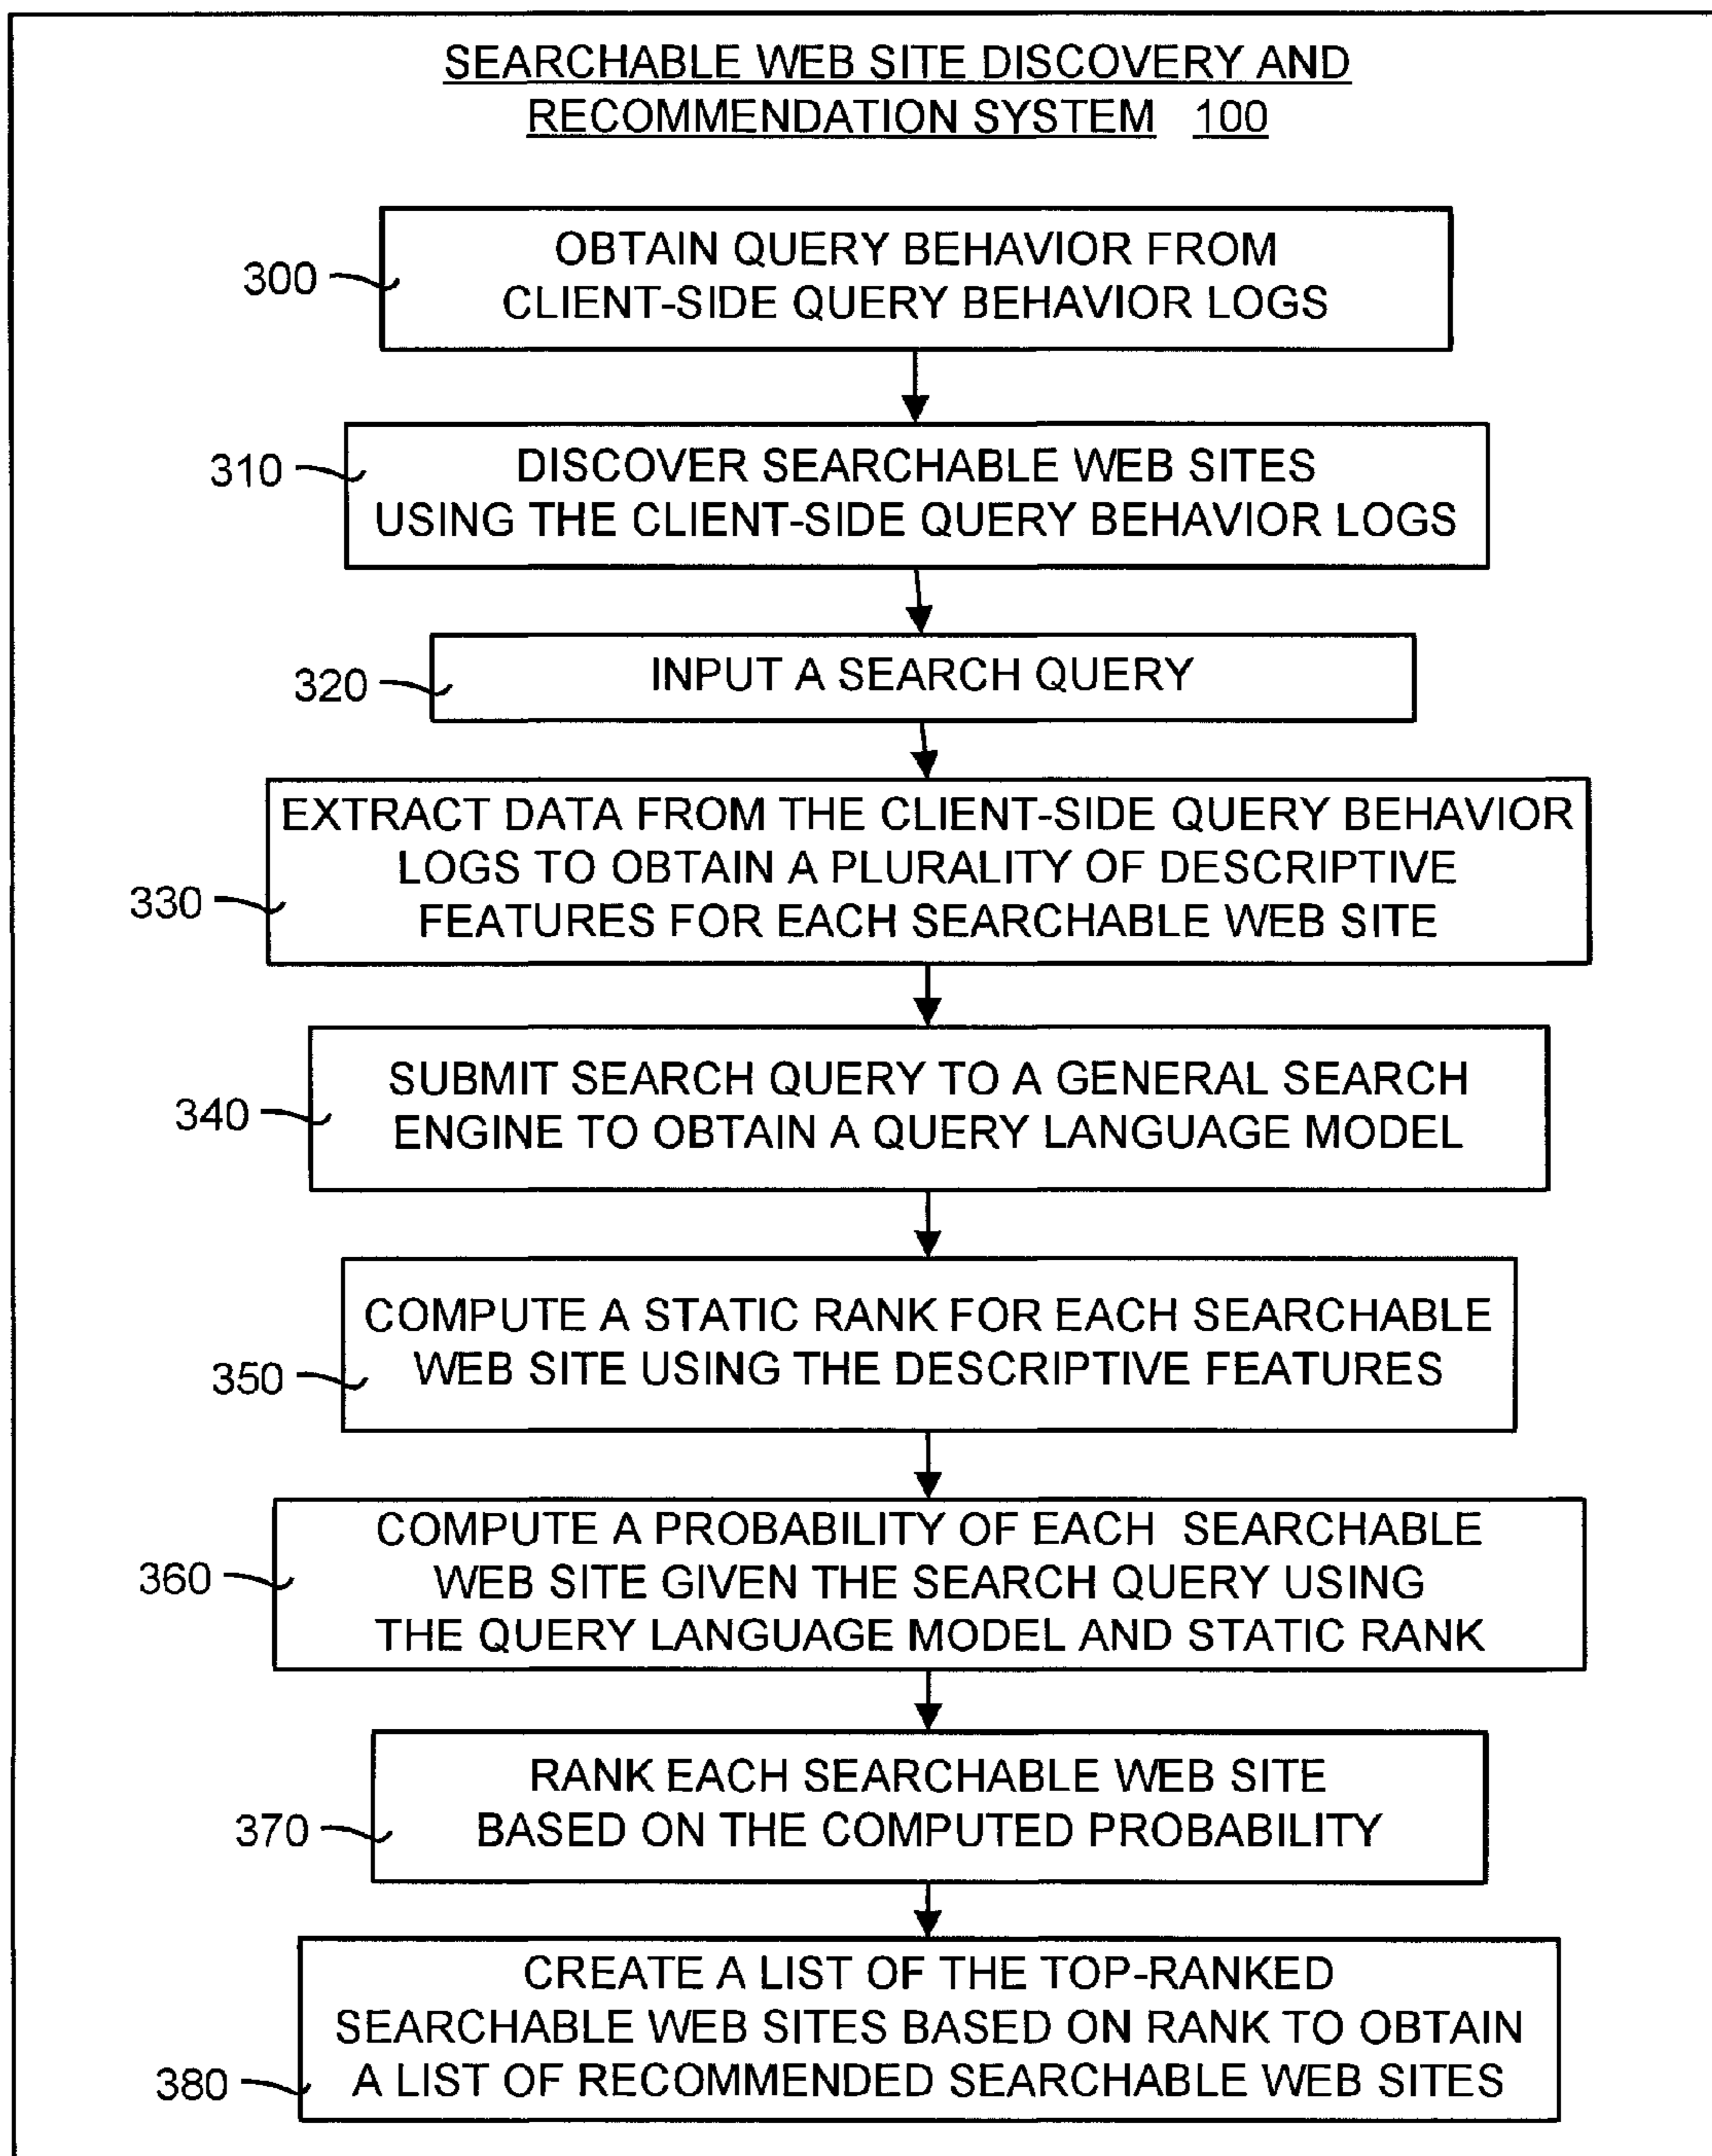 SEARCHABLE WEB SITE DISCOVERY AND
RECOMMENDATION SYSTEM 100
300
OBTAIN QUERY BEHAVIOR FROM
CLIENT-SIDE QUERY BEHAVIOR LOGS
310
DISCOVER SEARCHABLE WEB SITES
USING THE CLIENT-SIDE QUERY BEHAVIOR LOGS
320
INPUT A SEARCH QUERY
330
EXTRACT DATA FROM THE CLIENT-SIDE QUERY BEHAVIOR
LOGS TO OBTAIN A PLURALITY OF DESCRIPTIVE
FEATURES FOR EACH SEARCHABLE WEB SITE
340
SUBMIT SEARCH QUERY TO A GENERAL SEARCH
ENGINE TO OBTAIN A QUERY LANGUAGE MODEL
350
COMPUTE A STATIC RANK FOR EACH SEARCHABLE
WEB SITE USING THE DESCRIPTIVE FEATURES
360
COMPUTE A PROBABILITY OF EACH SEARCHABLE
WEB SITE GIVEN THE SEARCH QUERY USING
THE QUERY LANGUAGE MODEL AND STATIC RANK
370
RANK EACH SEARCHABLE WEB SITE
BASED ON THE COMPUTED PROBABILITY
380
CREATE A LIST OF THE TOP-RANKED
SEARCHABLE WEB SITES BASED ON RANK TO OBTAIN
A LIST OF RECOMMENDED SEARCHABLE WEB SITES